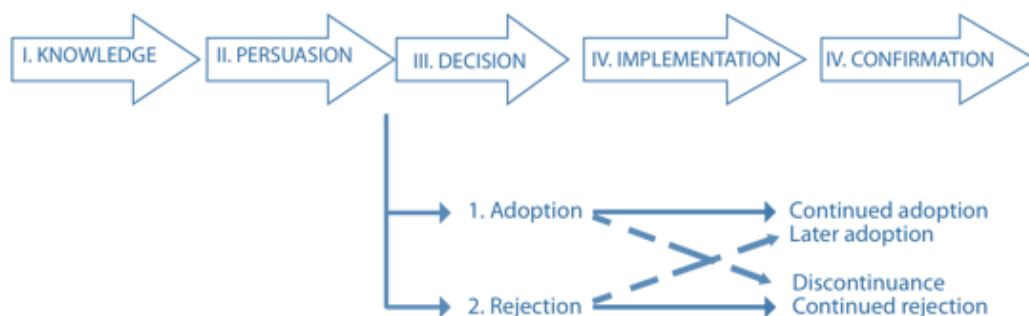 I. KNOWLEDGE
II. PERSUASION
III. DECISION
IV. IMPLEMENTATION
IV. CONFIRMATION
1. Adoption
Continued adoption
Later adoption
Discontinuance
2. Rejection
Continued rejection